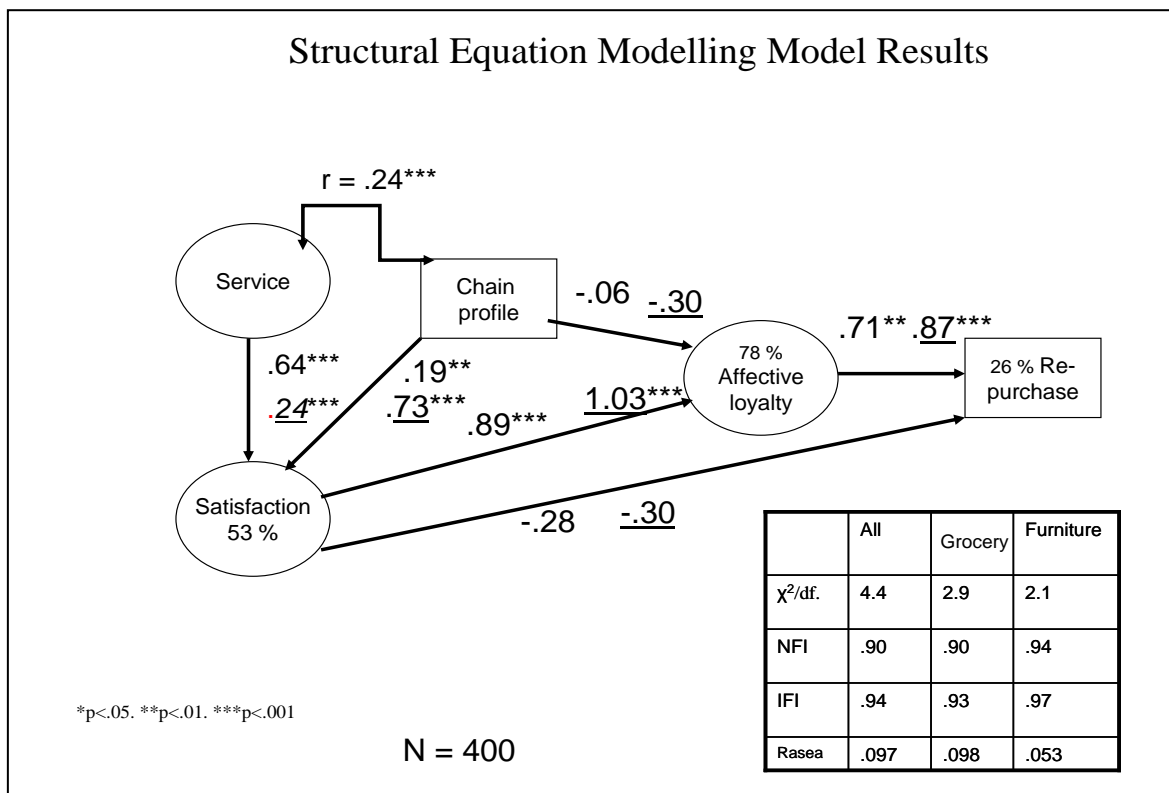 Structural Equation Modelling Model Results
r = .24***
Service
Chain
profile
-.06 -.30
.71** .87***
78 %
Affective
loyalty
26 % Re-
purchase
.64***
.24***
.19**
.73***
.89***
1.03***
Satisfaction
53 %
-.28 -.30
All Grocery Furniture
χ²/df. 4.4 2.9 2.1
NFI .90 .90 .94
IFI .94 .93 .97
Rasea .097 .098 .053
*p<.05. **p<.01. ***p<.001
N = 400